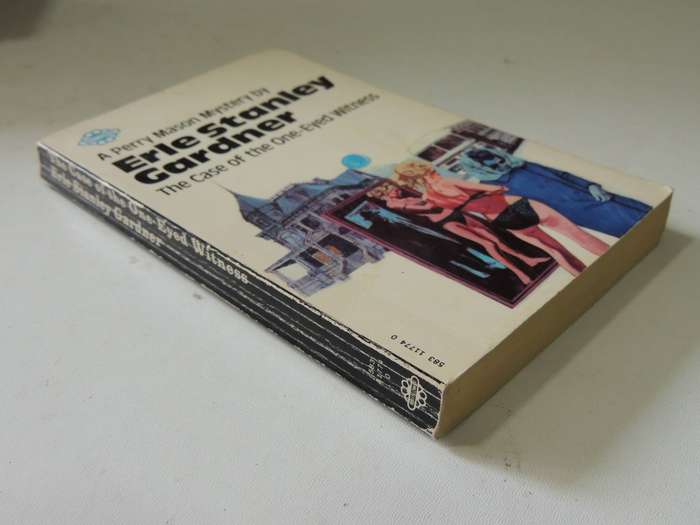 A Perry Mason Mystery by
Erle Stanley
Gardner
The Case of the One-Eyed Witness
583 11774 0
The Case of the One-Eyed Witness
Erle Stanley Gardner